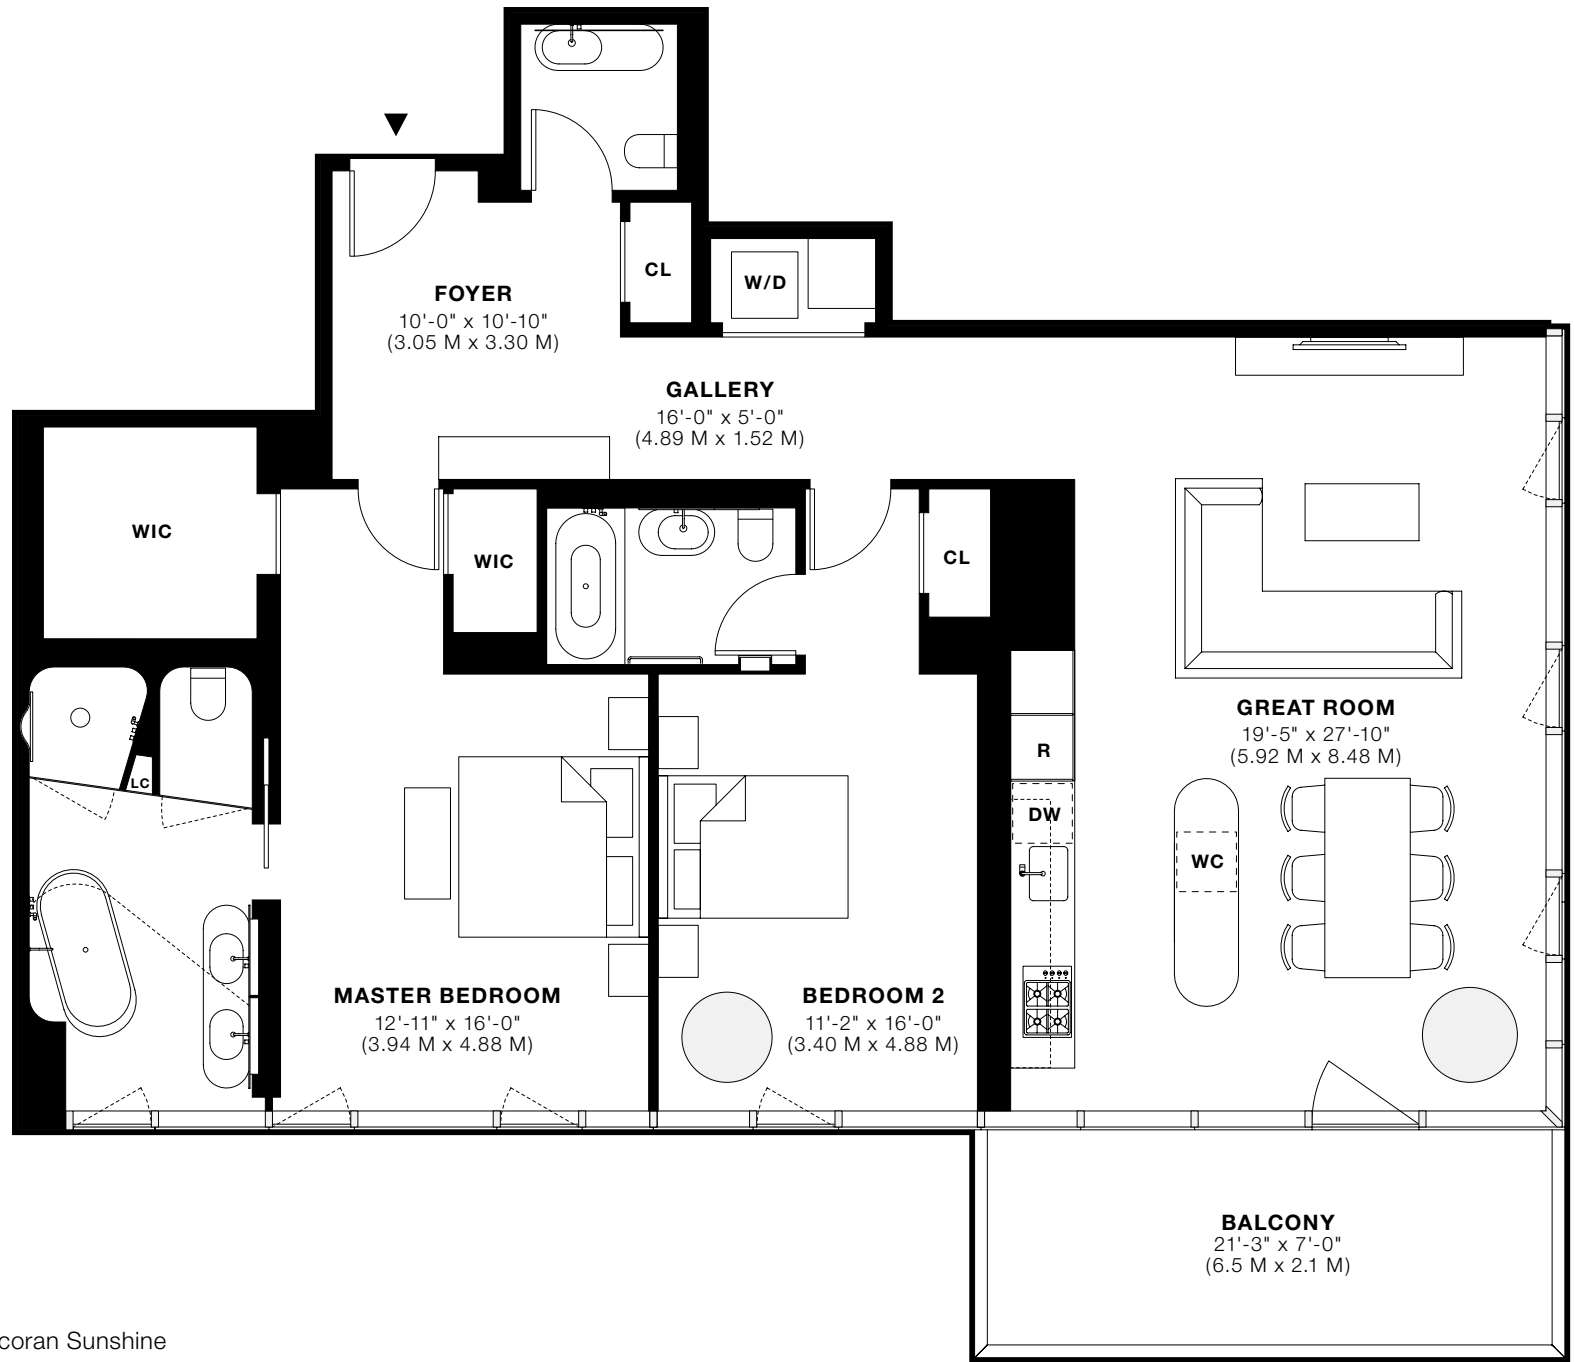 FOYER
10'-0" x 10'-10"
(3.05 M x 3.30 M)
CL
W/D
GALLERY
16'-0" x 5'-0"
(4.89 M x 1.52 M)
WIC
WIC
CL
LC
GREAT ROOM
19'-5" x 27'-10"
(5.92 M x 8.48 M)
R
DW
WC
MASTER BEDROOM
12'-11" x 16'-0"
(3.94 M x 4.88 M)
BEDROOM 2
11'-2" x 16'-0"
(3.40 M x 4.88 M)
BALCONY
21'-3" x 7'-0"
(6.5 M x 2.1 M)
coran Sunshine